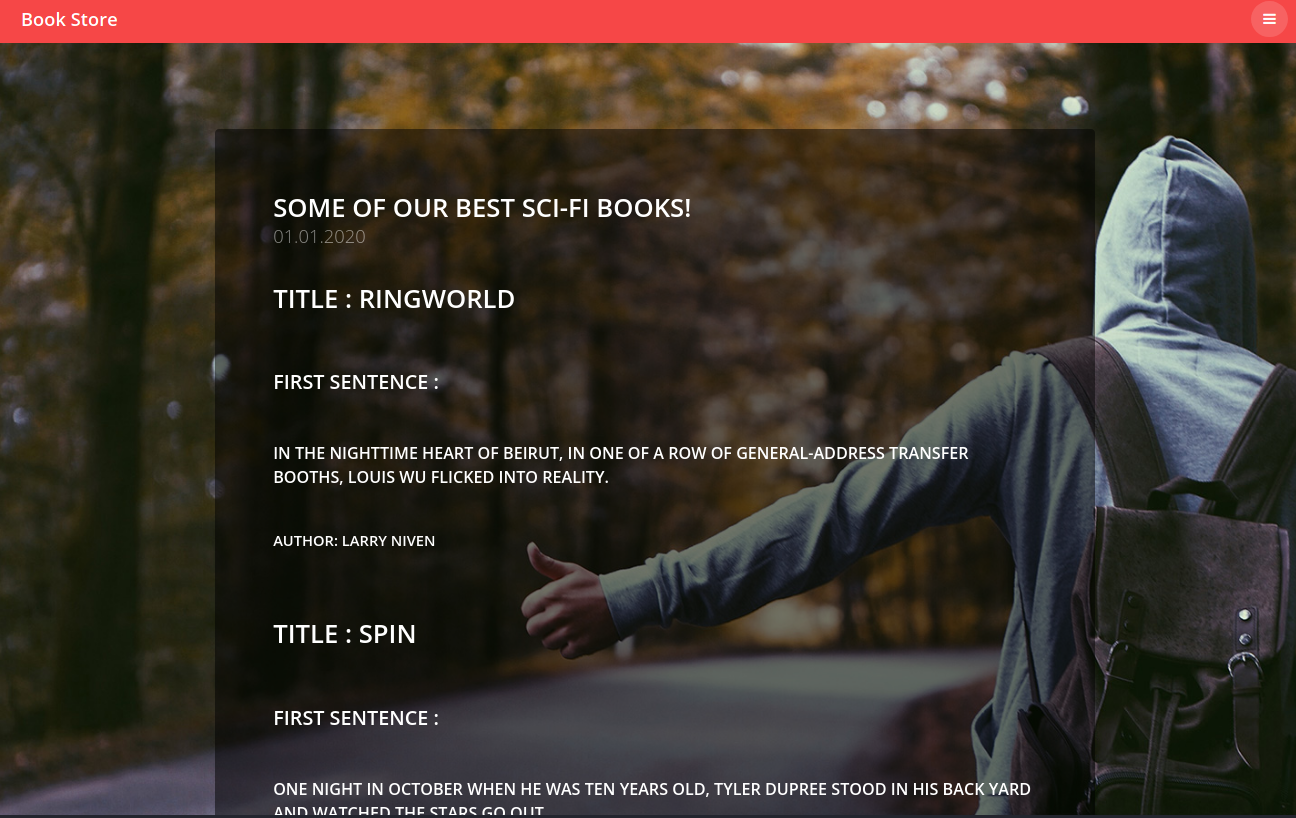 Book Store
SOME OF OUR BEST SCI-FI BOOKS!
01.01.2020
TITLE : RINGWORLD
FIRST SENTENCE :
IN THE NIGHTTIME HEART OF BEIRUT, IN ONE OF A ROW OF GENERAL-ADDRESS TRANSFER
BOOTHS, LOUIS WU FLICKED INTO REALITY.
AUTHOR: LARRY NIVEN
TITLE : SPIN
FIRST SENTENCE :
ONE NIGHT IN OCTOBER WHEN HE WAS TEN YEARS OLD, TYLER DUPREE STOOD IN HIS BACK YARD
AND WATCHED THE STARS GO OUT